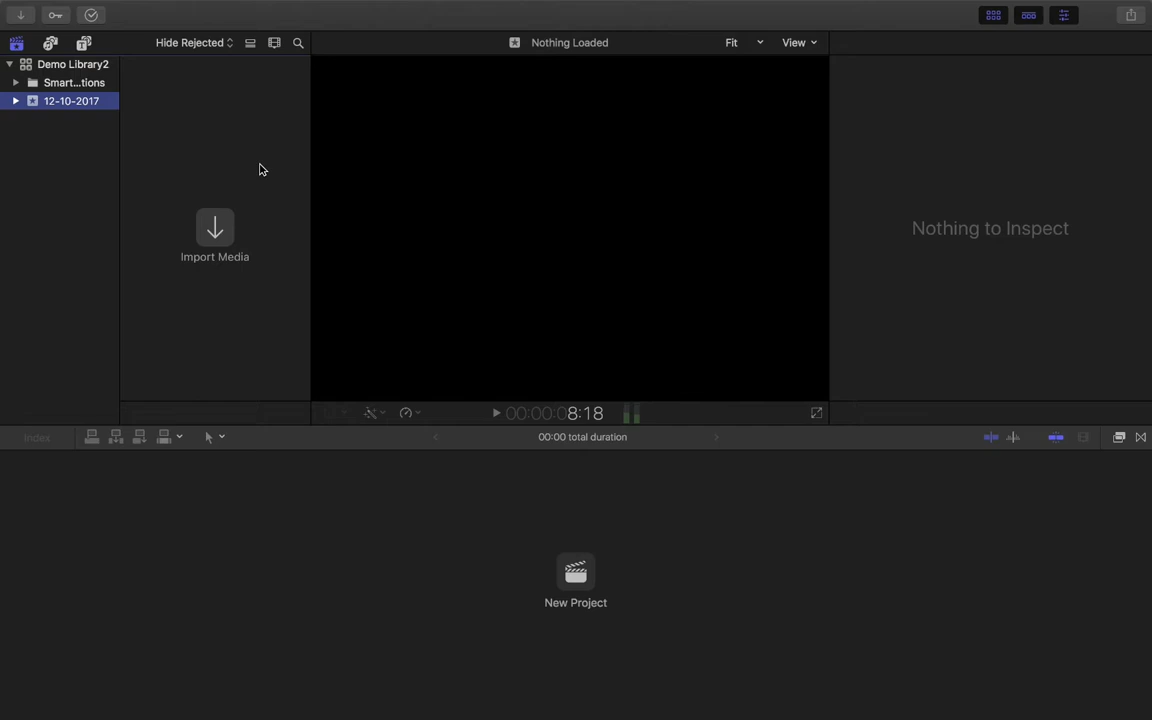 Hide Rejected
Nothing Loaded
Fit
View
Demo Library2
Smart...tions
12-10-2017
Import Media
Nothing to Inspect
00:00:08:18
Index
00:00 total duration
New Project